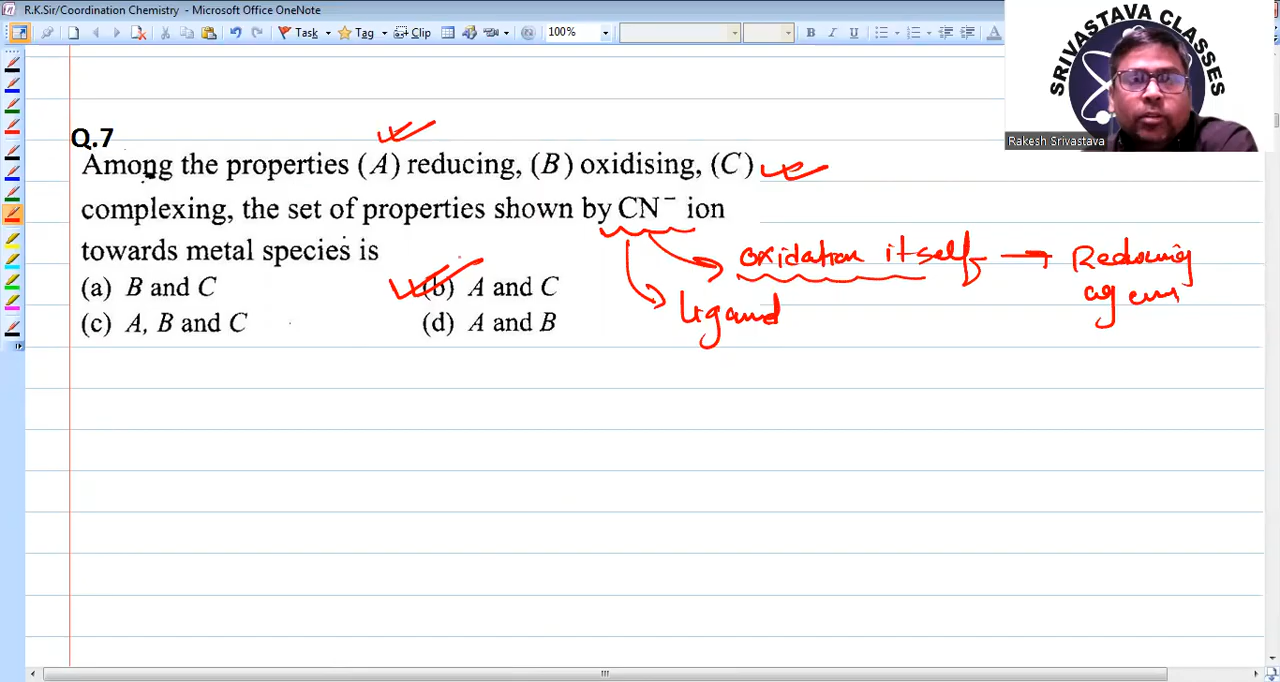 R.K.Sir/Coordination Chemistry - Microsoft Office OneNote
Task Tag Clip 100% B I U A
SRIVASTAVA CLASSES
Rakesh Srivastava
Q.7
Among the properties (A) reducing, (B) oxidising, (C)
complexing, the set of properties shown by CN⁻ ion
towards metal species is
oxidation itself → Reducing
agent
ligand
(a) B and C (b) A and C
(c) A, B and C (d) A and B